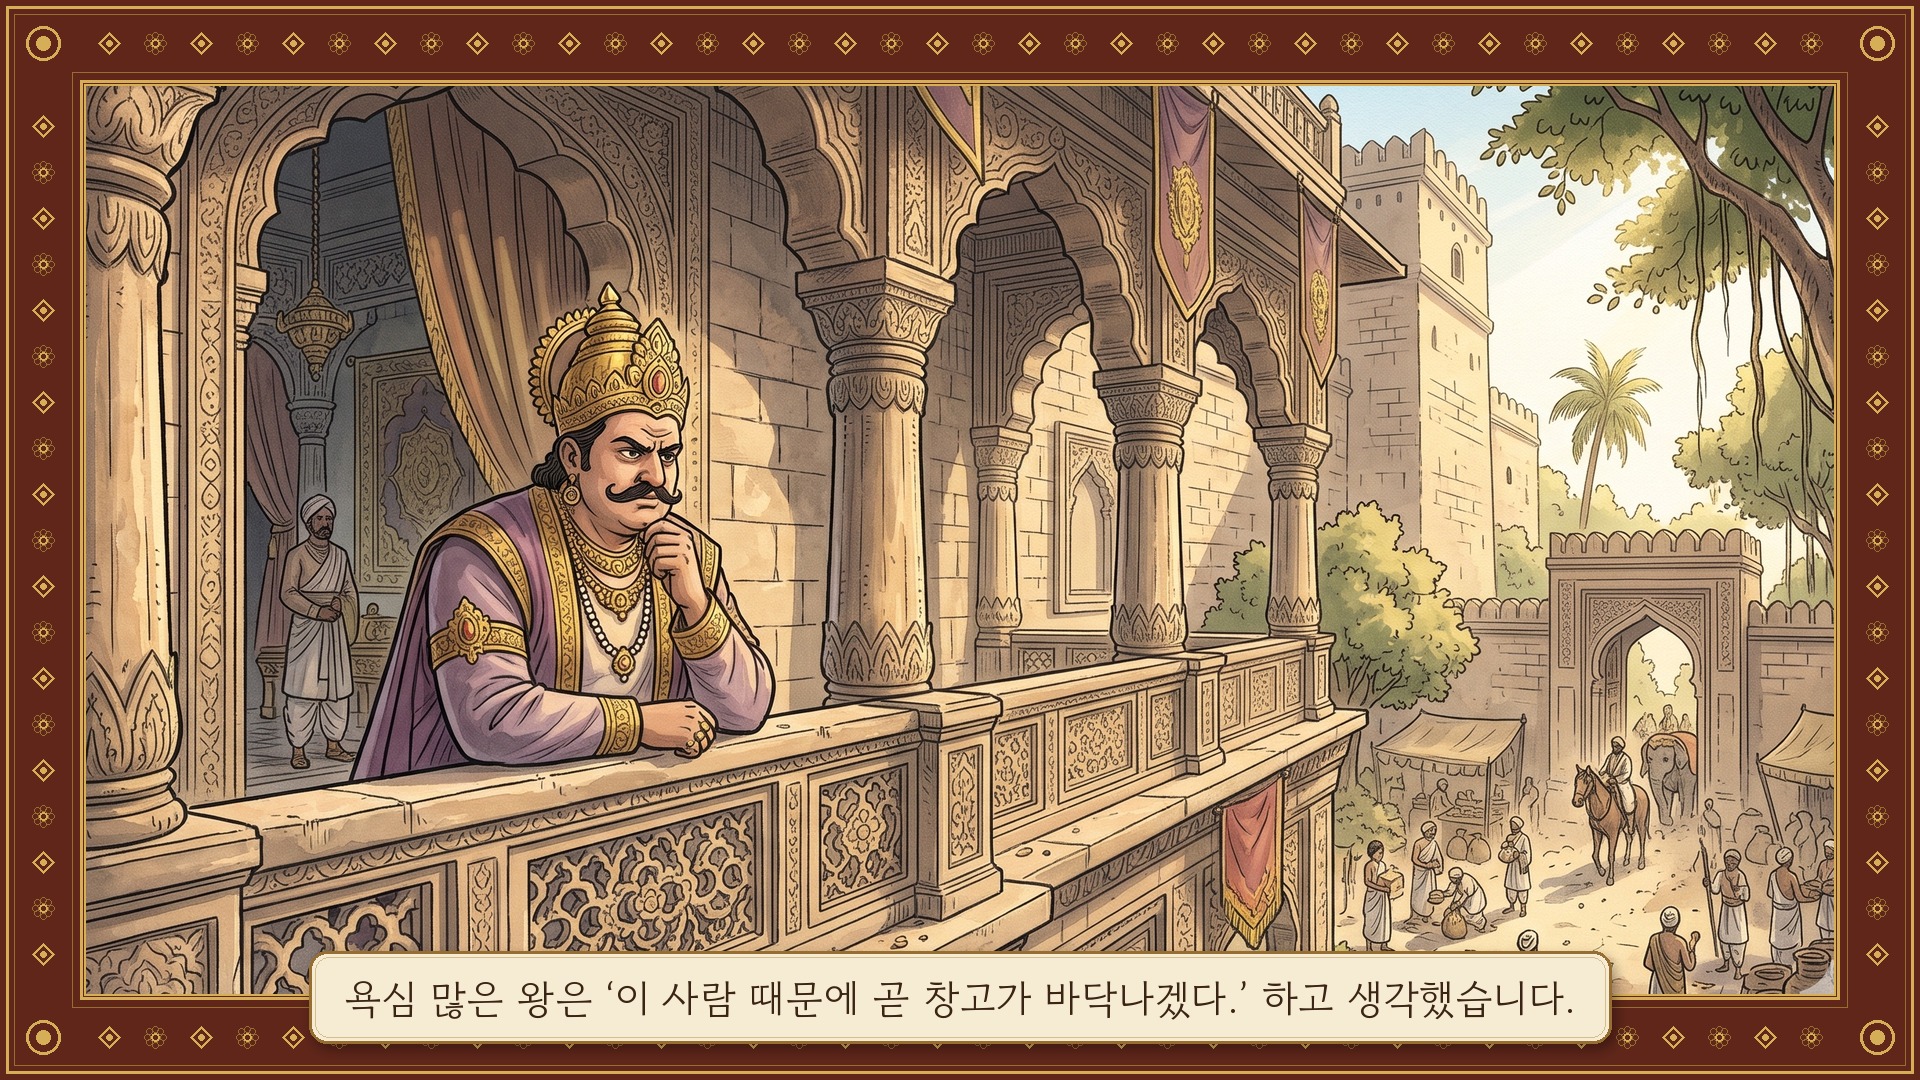 욕심 많은 왕은 ‘이 사람 때문에 곧 창고가 바닥나겠다.’ 하고 생각했습니다.